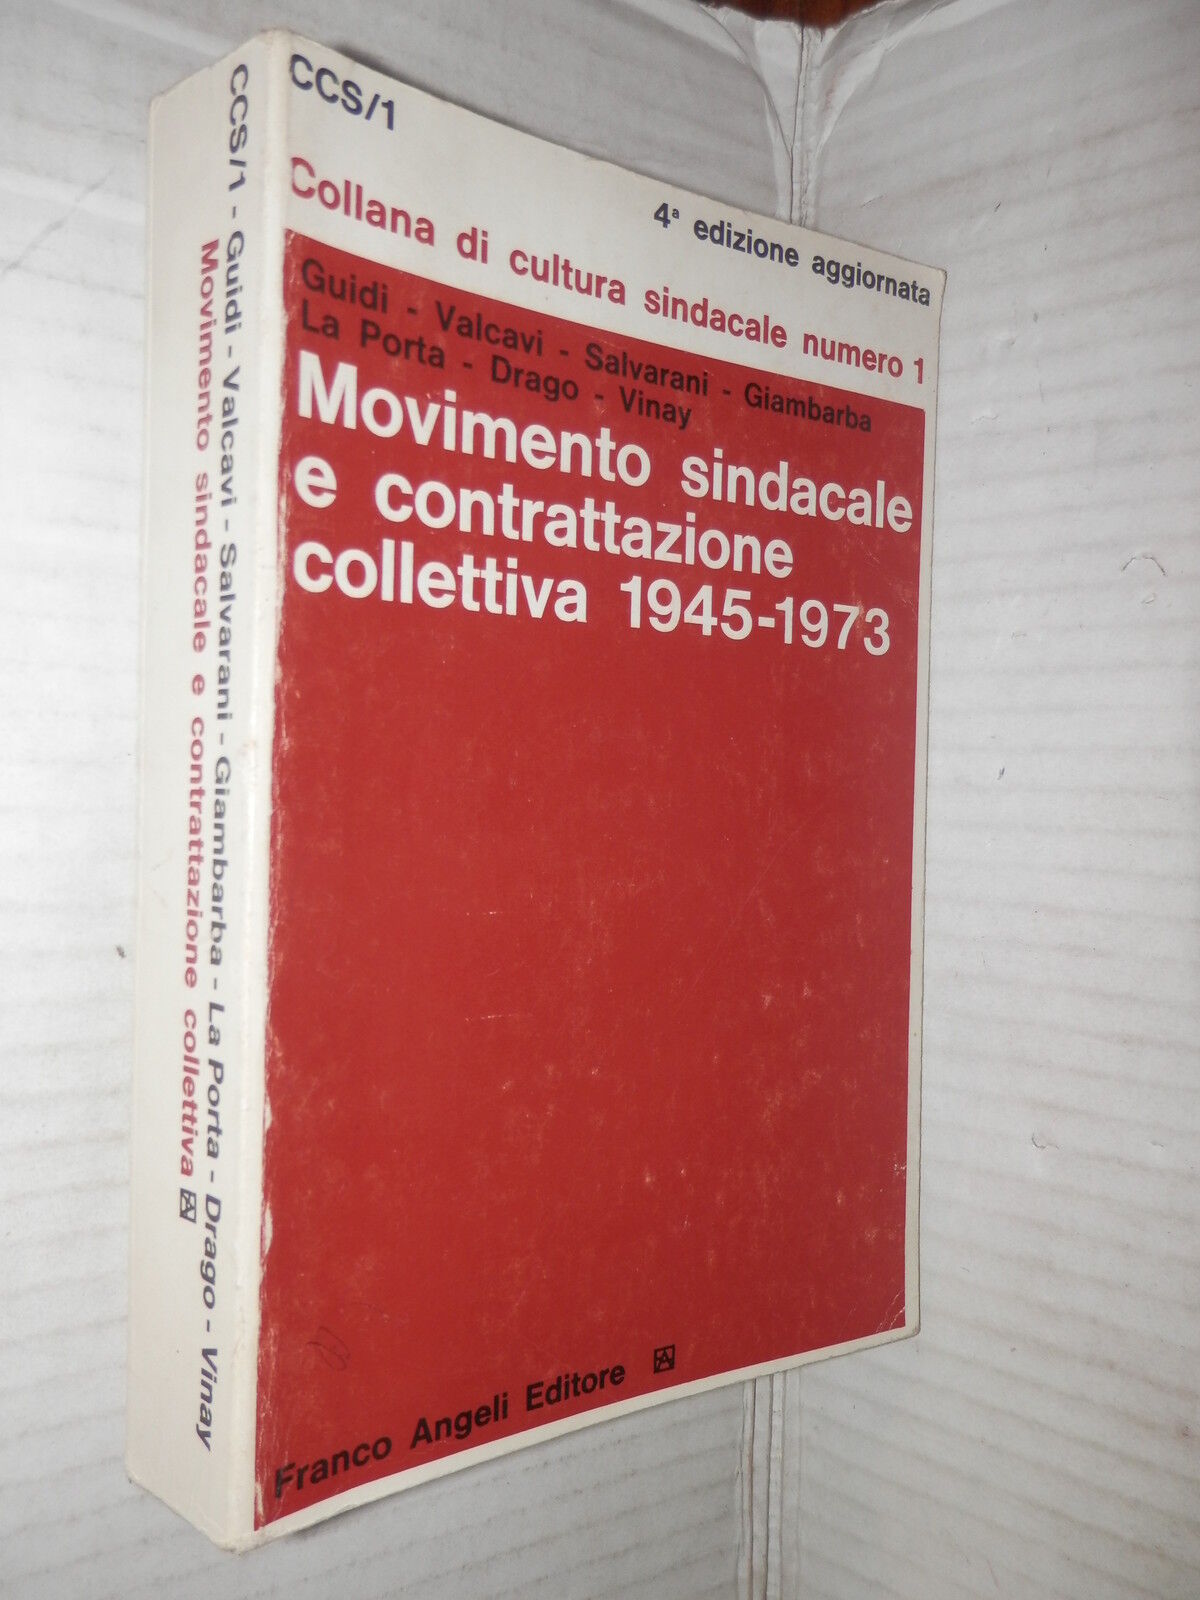 CCS/1
4ª edizione aggiornata
Collana di cultura sindacale numero 1
Guidi - Valcavi - Salvarani - Giambarba
La Porta - Drago - Vinay
Movimento sindacale
e contrattazione
collettiva 1945-1973
Franco Angeli Editore
CCS/1 - Guidi - Valcavi - Salvarani - Giambarba - La Porta - Drago - Vinay
Movimento sindacale e contrattazione collettiva